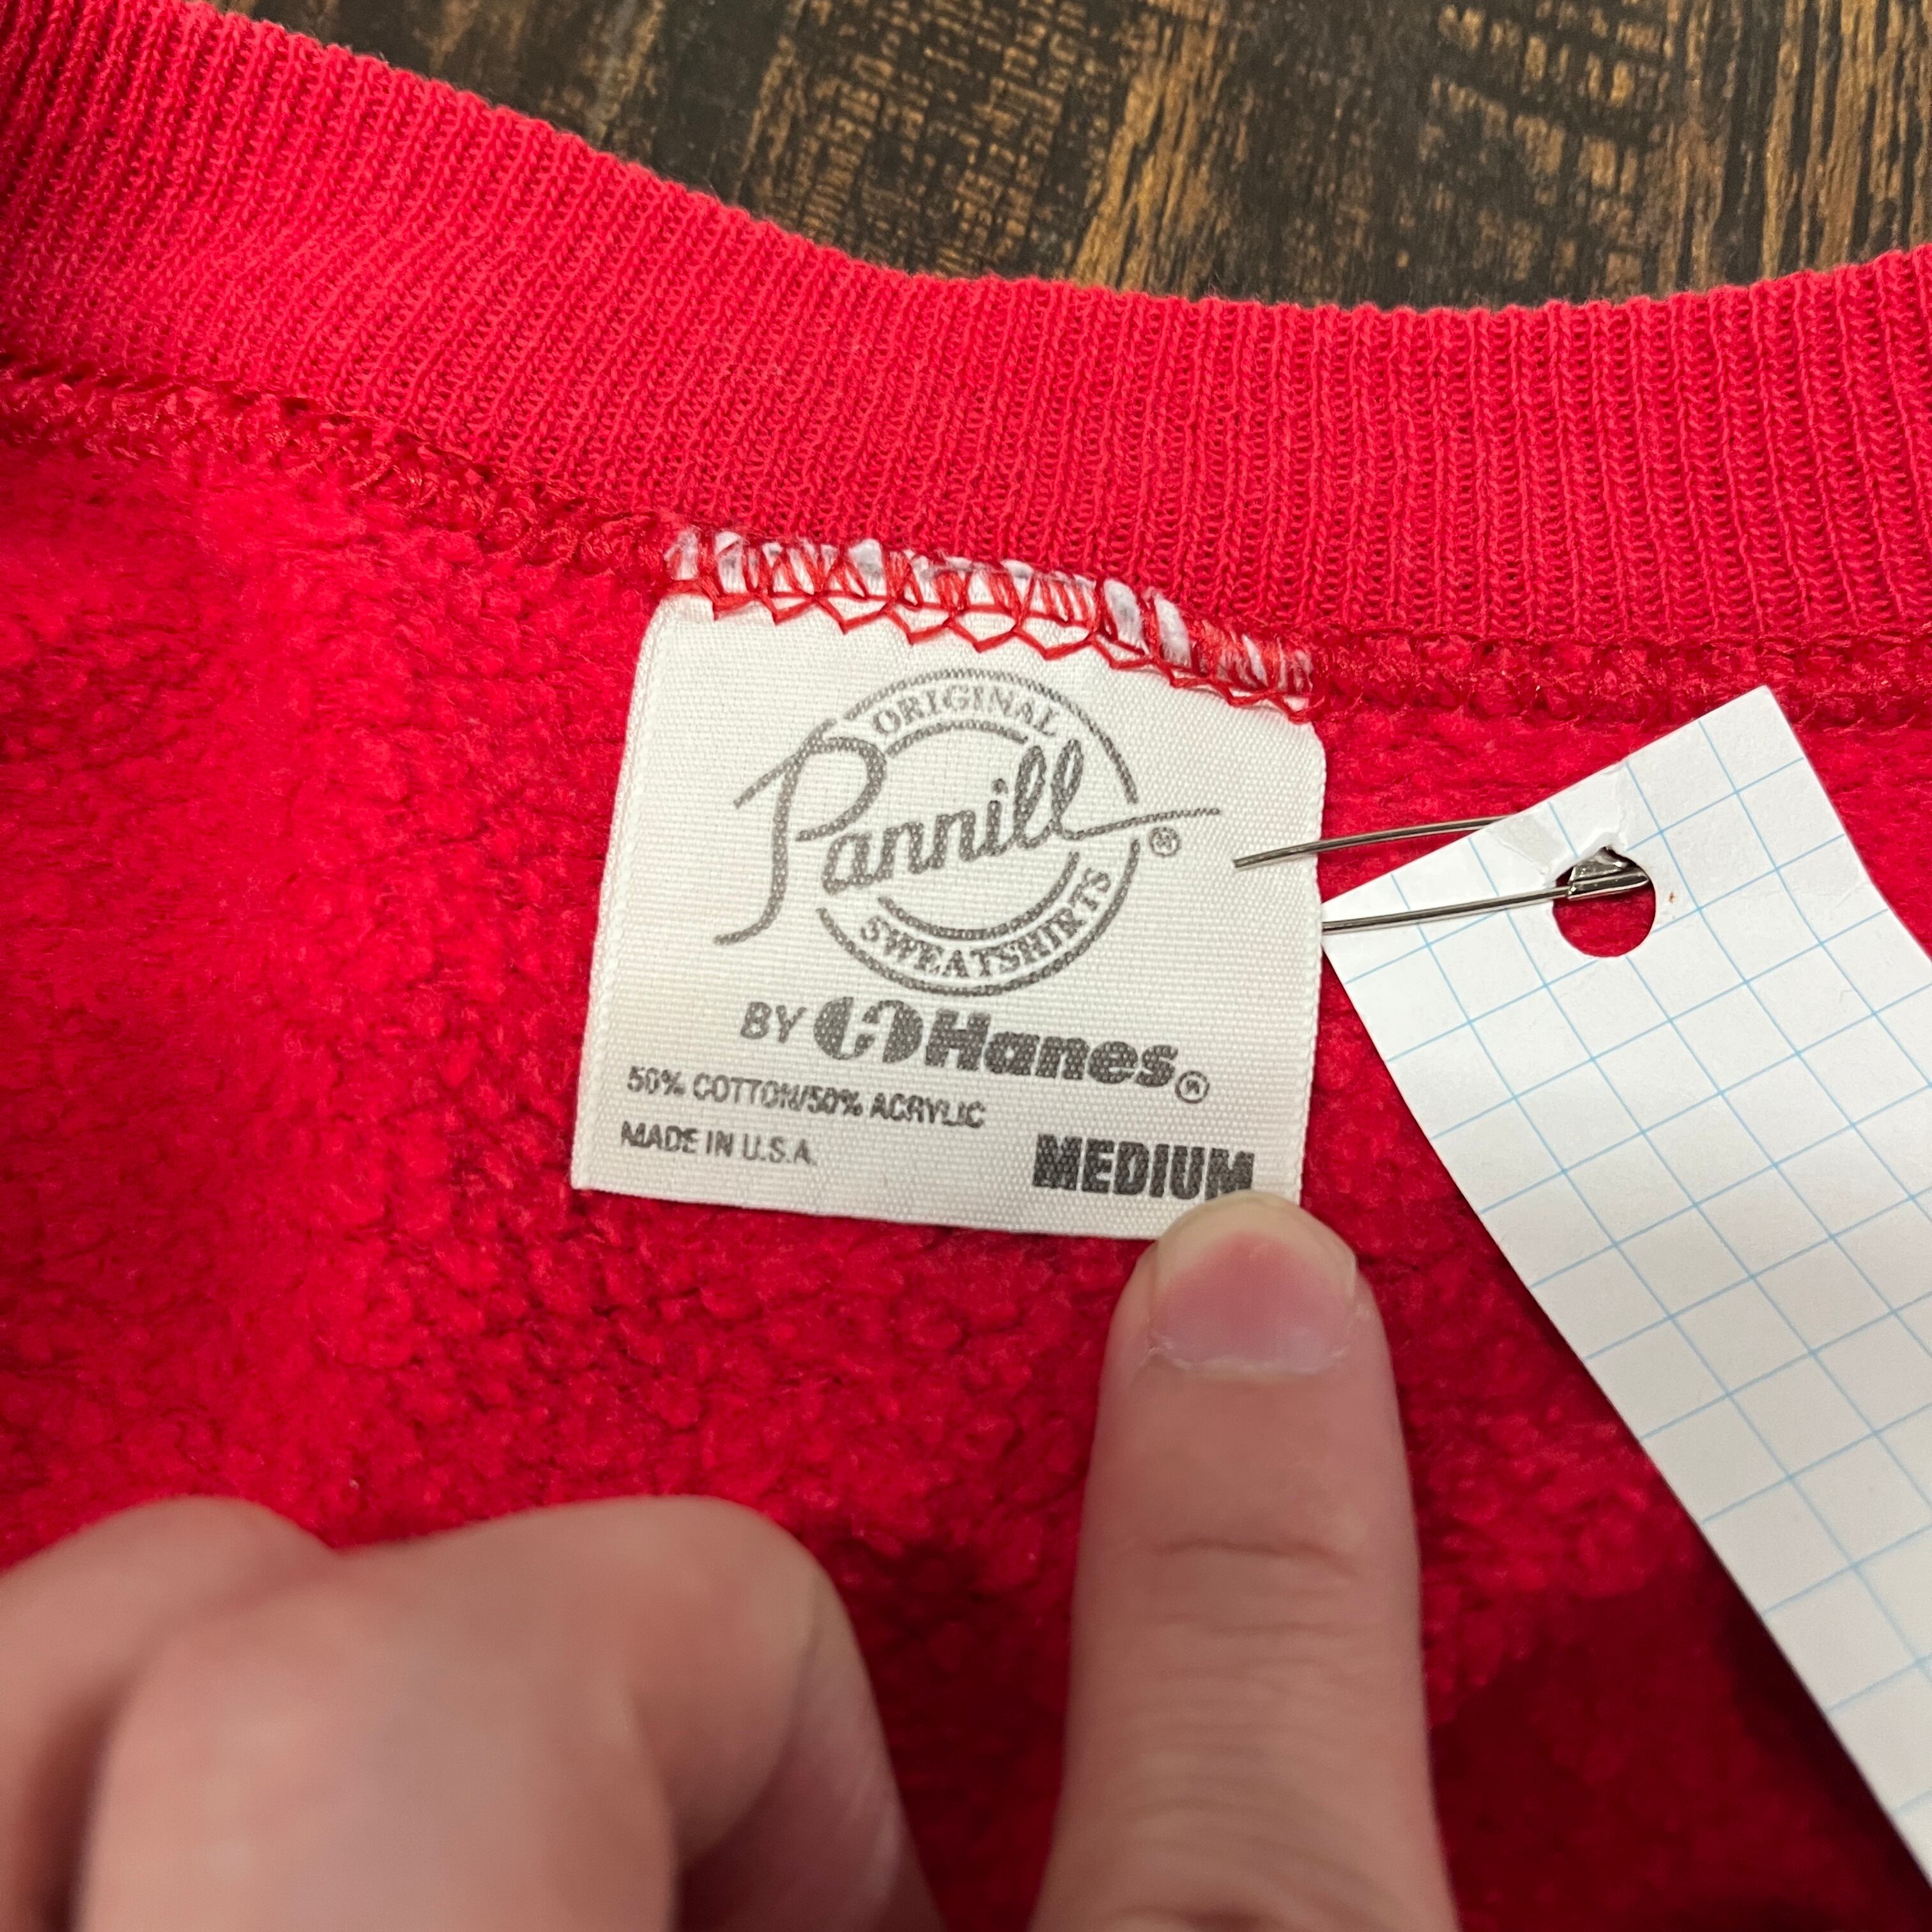 ORIGINAL
Pannill®
SWEATSHIRTS
BY Hanes®
50% COTTON/50% ACRYLIC
MADE IN U.S.A.
MEDIUM